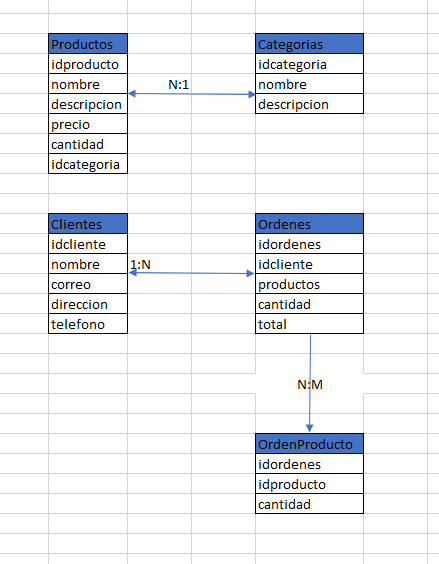 Productos
idproducto
nombre
descripcion
precio
cantidad
idcategoria
N:1
Categorias
idcategoria
nombre
descripcion
Clientes
idcliente
nombre
correo
direccion
telefono
1:N
Ordenes
idordenes
idcliente
productos
cantidad
total
N:M
OrdenProducto
idordenes
idproducto
cantidad